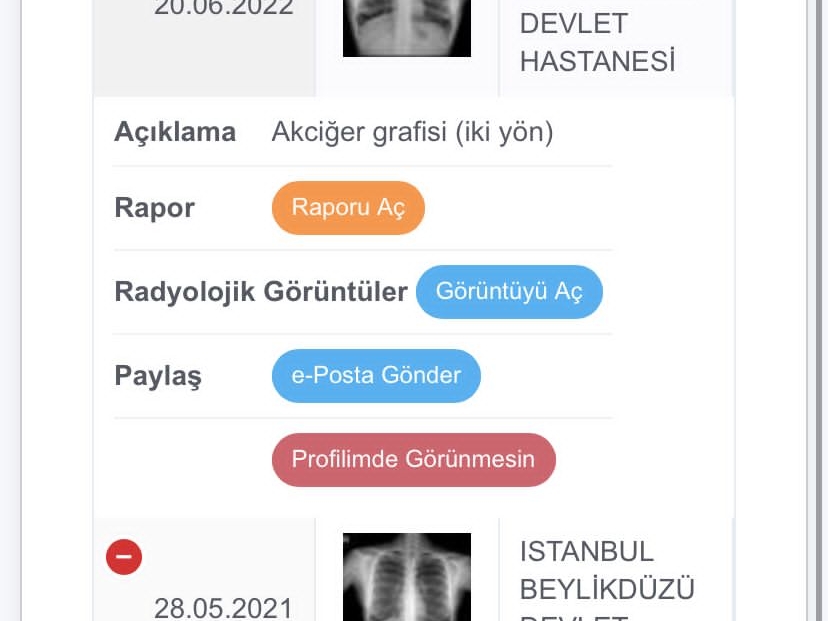 20.06.2022
DEVLET
HASTANESİ
Açıklama Akciğer grafisi (iki yön)
Rapor Raporu Aç
Radyolojik Görüntüler Görüntüyü Aç
Paylaş e-Posta Gönder
Profilimde Görünmesin
ISTANBUL
BEYLİKDÜZÜ
28.05.2021
DEVLET